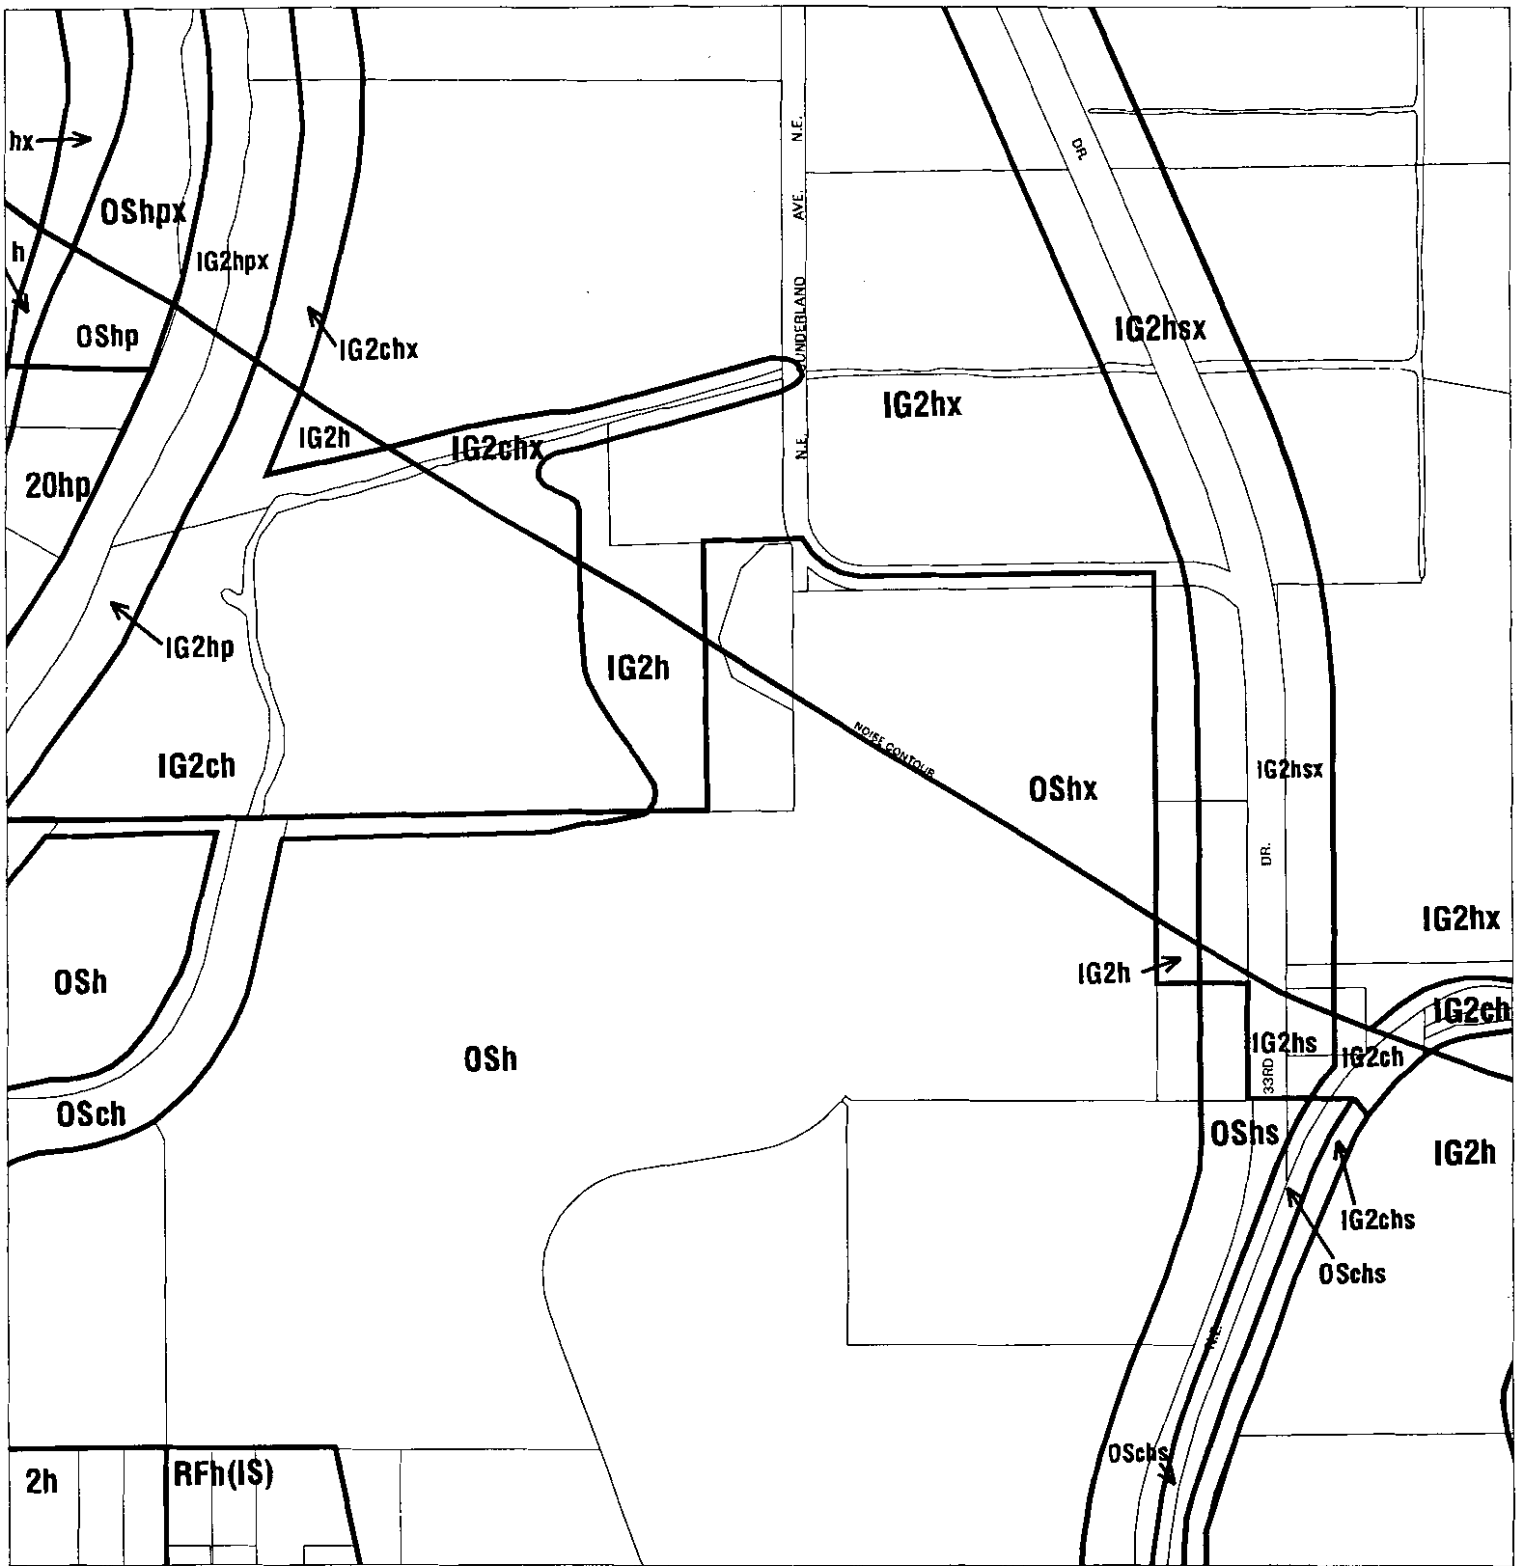 N.E.
DR.
hx
AVE.
OShpx
h
IG2hpx
UNDERLAND
IG2hsx
OShp
IG2chx
IG2hx
IG2h
IG2chx
N.E.
20hp
IG2hp
IG2h
NOISE CONTOUR
IG2ch
IG2hsx
OShx
DR.
IG2hx
IG2h
OSh
IG2ch
IG2hs
IG2ch
OSh
33RD
OSch
OShs
IG2h
IG2chs
OSchs
N.E.
OSchs
2h
RFh(IS)